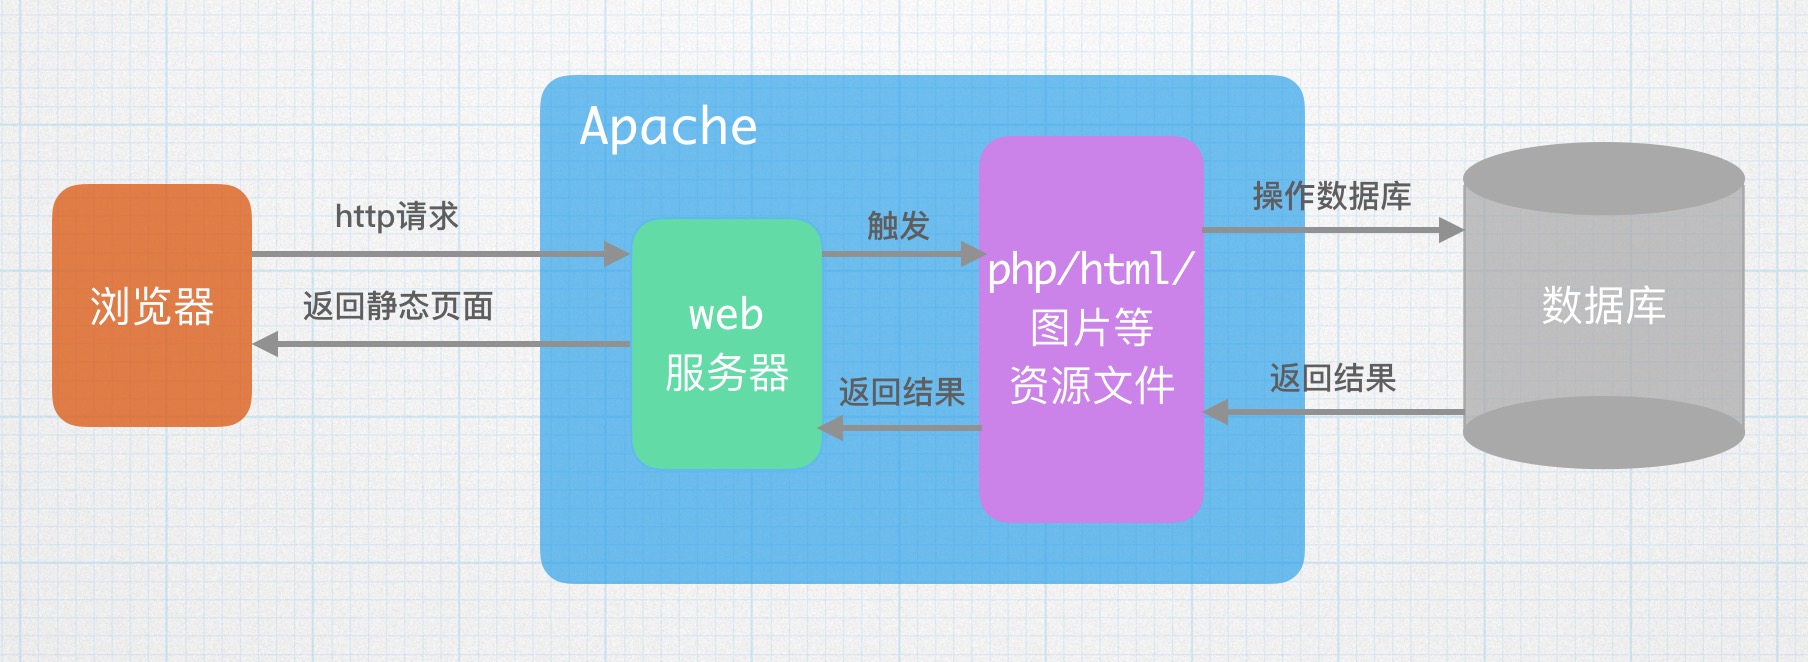 Apache
http请求
返回静态页面
浏览器
web
服务器
触发
返回结果
php/html/
图片等
资源文件
操作数据库
返回结果
数据库